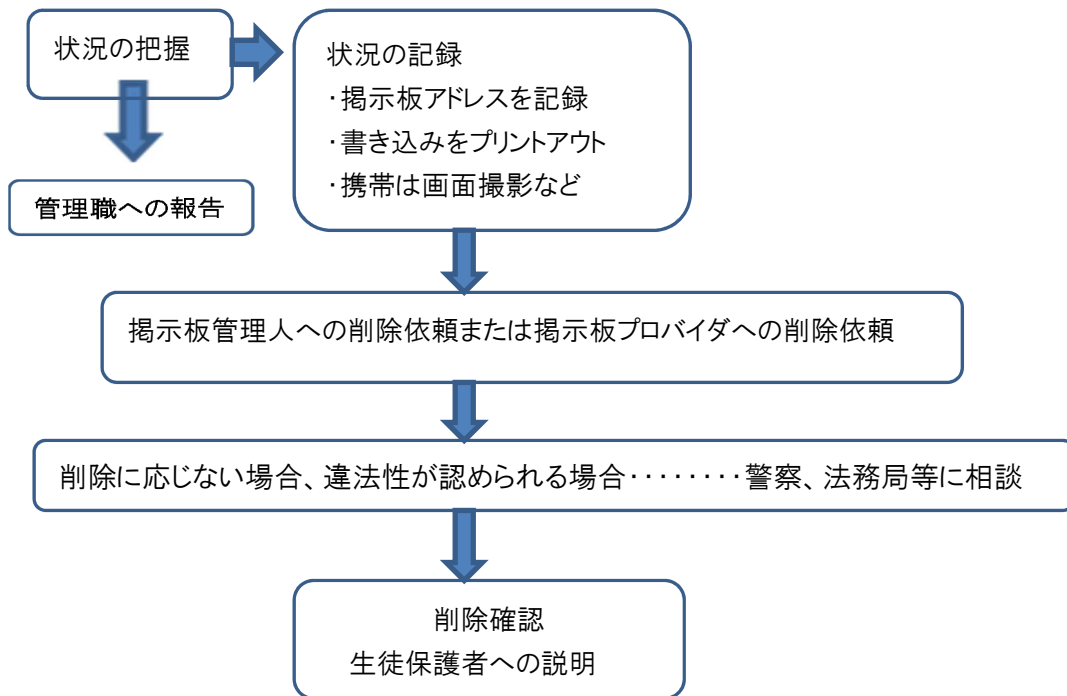 状況の把握
状況の記録
・掲示板アドレスを記録
・書き込みをプリントアウト
・携帯は画面撮影など
管理職への報告
掲示板管理人への削除依頼または掲示板プロバイダへの削除依頼
削除に応じない場合、違法性が認められる場合････････警察、法務局等に相談
削除確認
生徒保護者への説明